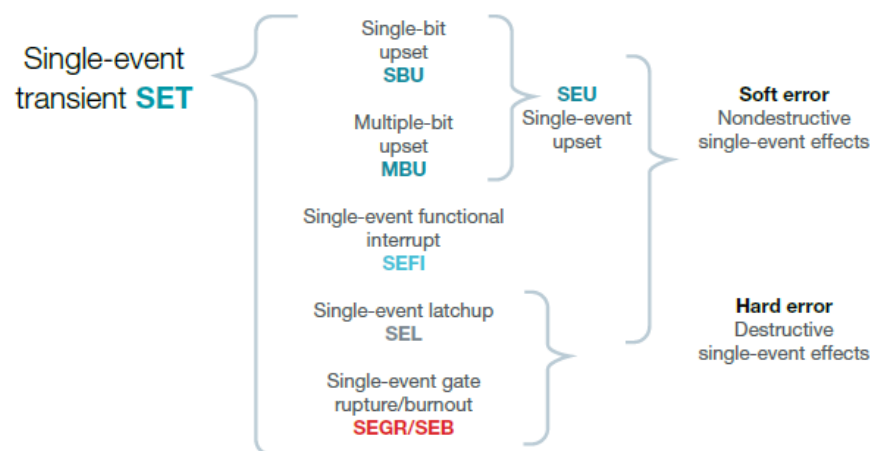 Single-event
transient SET
Single-bit
upset
SBU
Multiple-bit
upset
MBU
SEU
Single-event
upset
Single-event functional
interrupt
SEFI
Single-event latchup
SEL
Single-event gate
rupture/burnout
SEGR/SEB
Soft error
Nondestructive
single-event effects
Hard error
Destructive
single-event effects